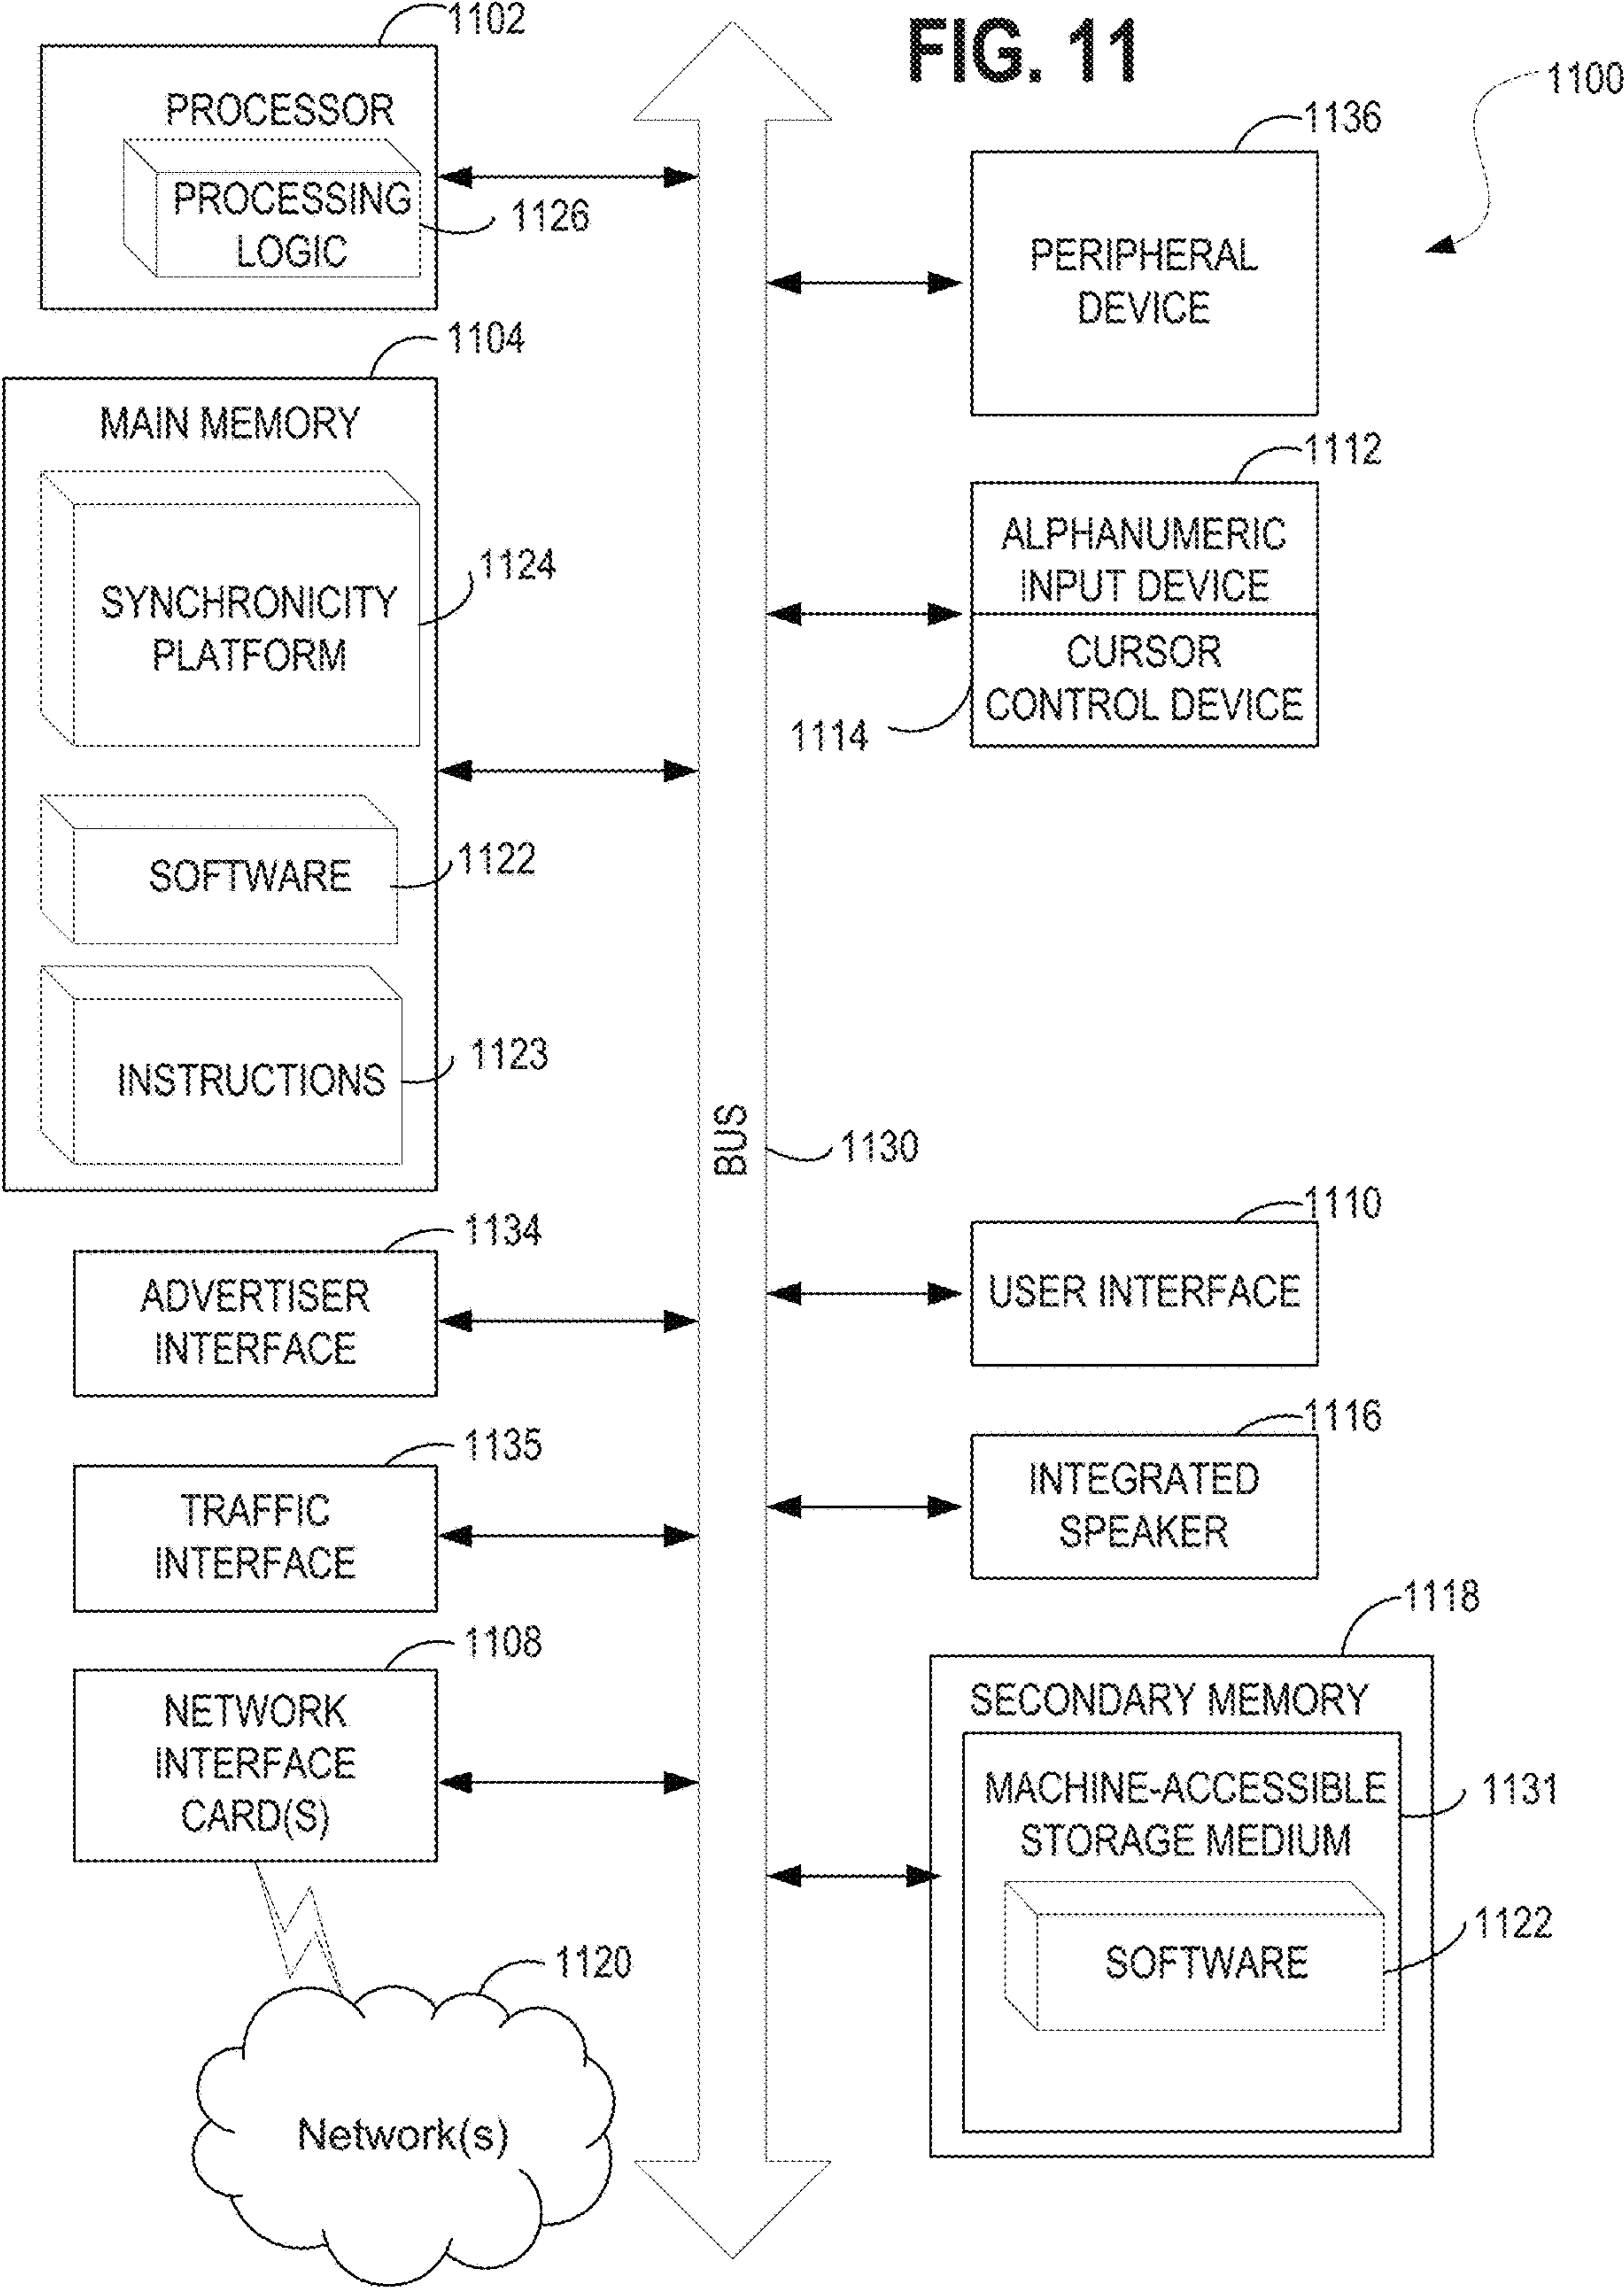 FIG. 11
1100
1102
PROCESSOR
PROCESSING
LOGIC
1126
1104
MAIN MEMORY
SYNCHRONICITY
PLATFORM
1124
SOFTWARE
1122
INSTRUCTIONS
1123
1134
ADVERTISER
INTERFACE
1135
TRAFFIC
INTERFACE
1108
NETWORK
INTERFACE
CARD(S)
1120
Network(s)
BUS
1130
1136
PERIPHERAL
DEVICE
1112
ALPHANUMERIC
INPUT DEVICE
CURSOR
CONTROL DEVICE
1114
1110
USER INTERFACE
1116
INTEGRATED
SPEAKER
1118
SECONDARY MEMORY
MACHINE-ACCESSIBLE
STORAGE MEDIUM
1131
SOFTWARE
1122